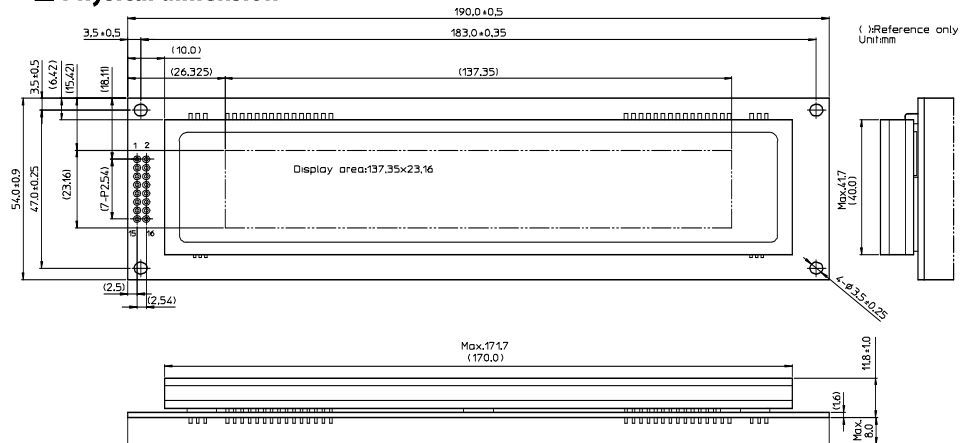 Physical dimension
190.0±0.5
3.5±0.5
183.0±0.35
( ):Reference only
Unit:mm
(10.0)
(26.325)
(137.35)
3.5±0.5
(6.42)
(15.42)
(18.11)
1 2
Display area:137.35x23.16
54.0±0.9
47.0±0.25
(23.16)
(7-P2.54)
Max.41.7
(40.0)
15 16
(2.5)
(2.54)
4-ø3.5±0.25
Max.171.7
(170.0)
11.8±1.0
(1.6)
Max.
8.0